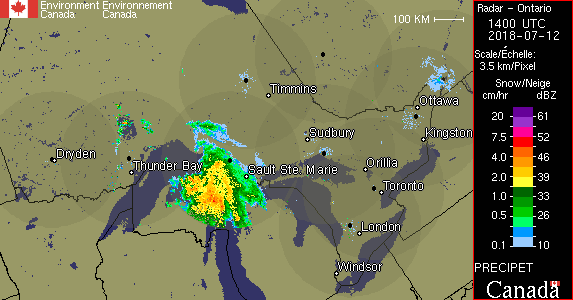 Environment Environnement
Canada Canada
100 KM
Timmins
Ottawa
Sudbury
Kingston
Dryden
Thunder Bay
Sault Ste. Marie
Orillia
Toronto
London
Windsor
Radar - Ontario
1400 UTC
2018-07-12
Scale/Échelle:
3.5 km/Pixel
Snow/Neige
cm/hr dBZ
20 61
7.5 52
4.0 46
2.0 39
1.0 33
0.5 26
0.1 10
PRECIPET
Canada